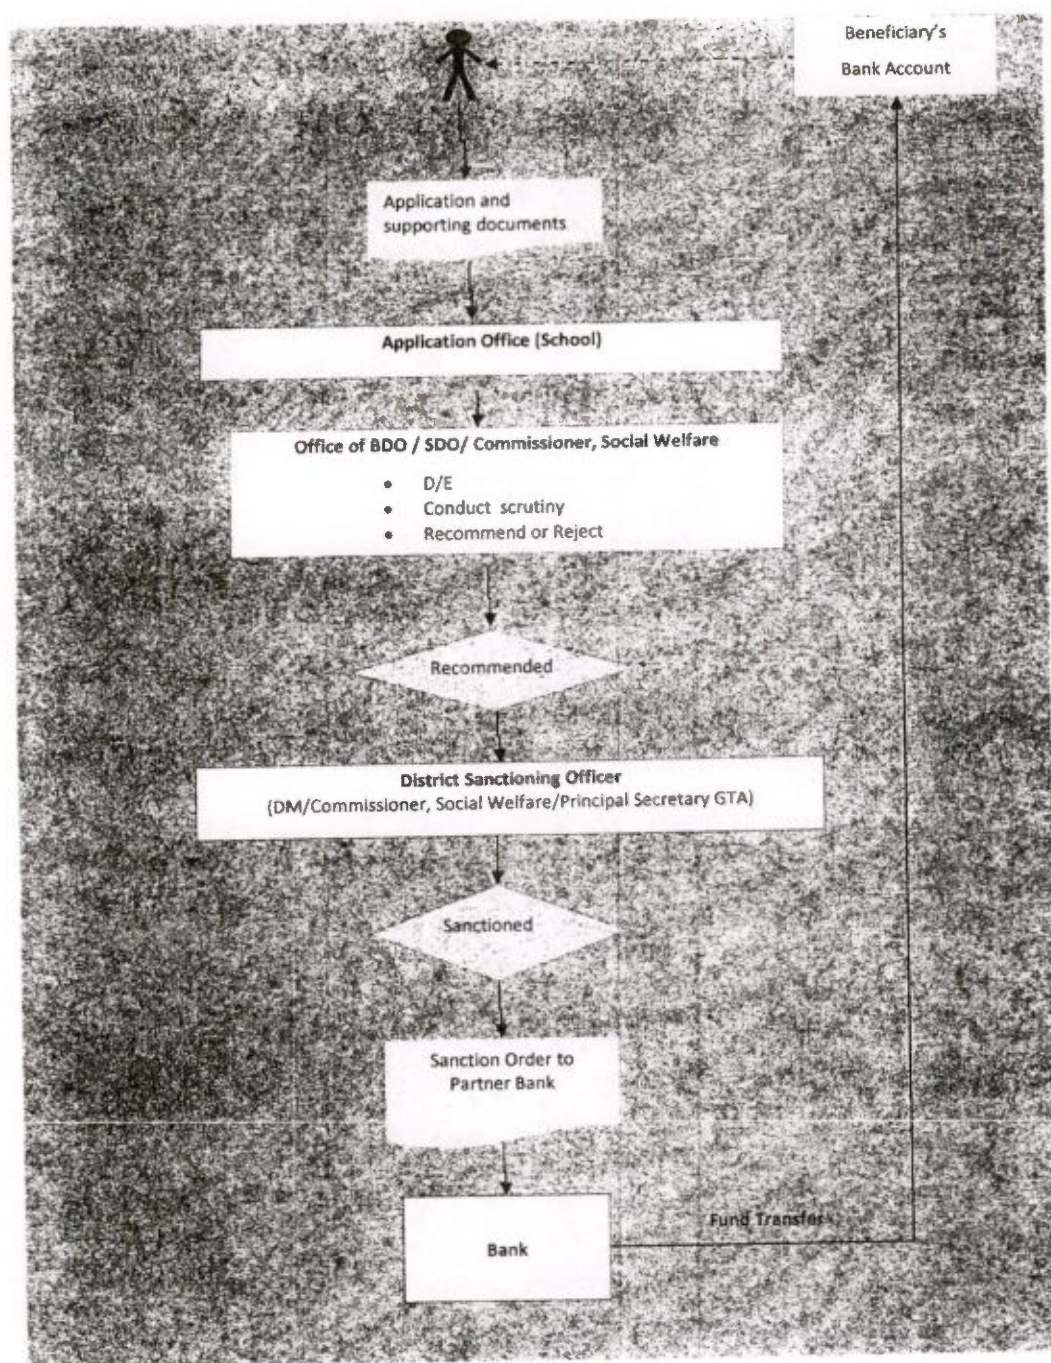 Beneficiary's
Bank Account
Application and
supporting documents
Application Office (School)
Office of BDO / SDO/ Commissioner, Social Welfare
• D/E
• Conduct scrutiny
• Recommend or Reject
Recommended
District Sanctioning Officer
(DM/Commissioner, Social Welfare/Principal Secretary GTA)
Sanctioned
Sanction Order to
Partner Bank
Fund Transfer
Bank